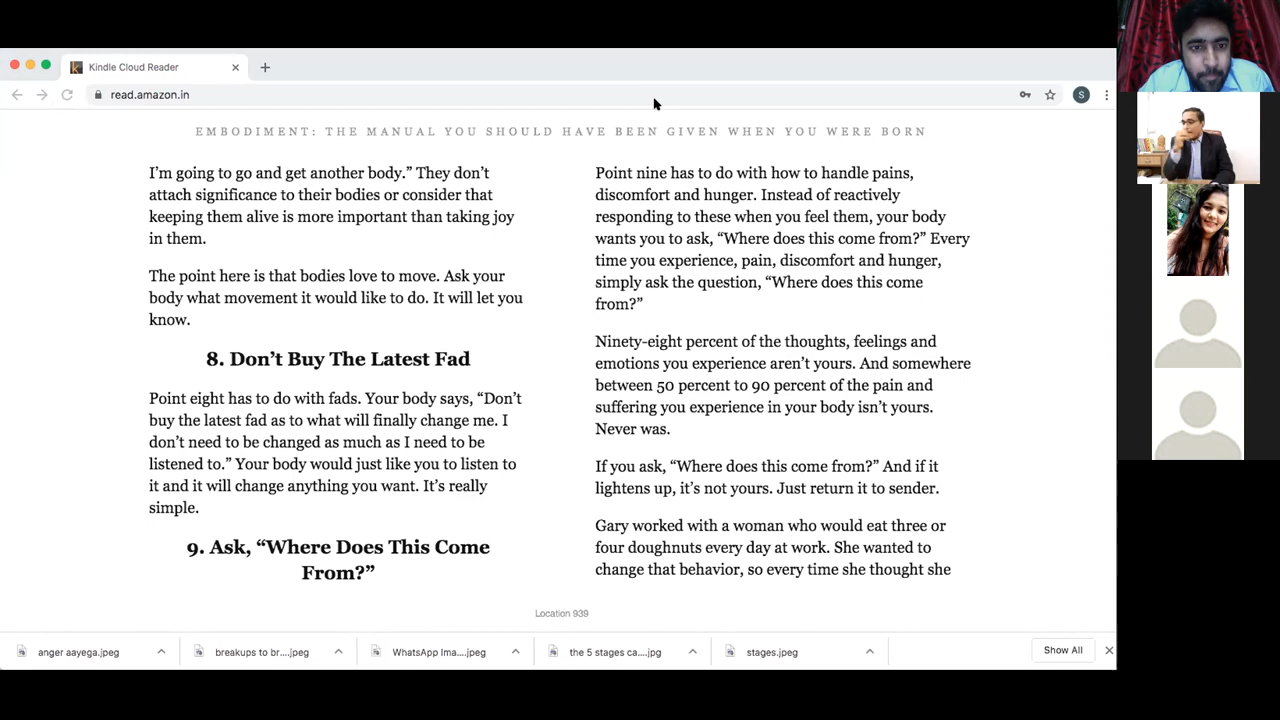 Kindle Cloud Reader
read.amazon.in
S
EMBODIMENT: THE MANUAL YOU SHOULD HAVE BEEN GIVEN WHEN YOU WERE BORN
I’m going to go and get another body.” They don’t
attach significance to their bodies or consider that
keeping them alive is more important than taking joy
in them.
The point here is that bodies love to move. Ask your
body what movement it would like to do. It will let you
know.
8. Don’t Buy The Latest Fad
Point eight has to do with fads. Your body says, “Don’t
buy the latest fad as to what will finally change me. I
don’t need to be changed as much as I need to be
listened to.” Your body would just like you to listen to
it and it will change anything you want. It’s really
simple.
9. Ask, “Where Does This Come
From?”
Point nine has to do with how to handle pains,
discomfort and hunger. Instead of reactively
responding to these when you feel them, your body
wants you to ask, “Where does this come from?” Every
time you experience, pain, discomfort and hunger,
simply ask the question, “Where does this come
from?”
Ninety-eight percent of the thoughts, feelings and
emotions you experience aren’t yours. And somewhere
between 50 percent to 90 percent of the pain and
suffering you experience in your body isn’t yours.
Never was.
If you ask, “Where does this come from?” And if it
lightens up, it’s not yours. Just return it to sender.
Gary worked with a woman who would eat three or
four doughnuts every day at work. She wanted to
change that behavior, so every time she thought she
Location 939
anger aayega.jpeg
breakups to br....jpeg
WhatsApp Ima....jpeg
the 5 stages ca....jpg
stages.jpeg
Show All